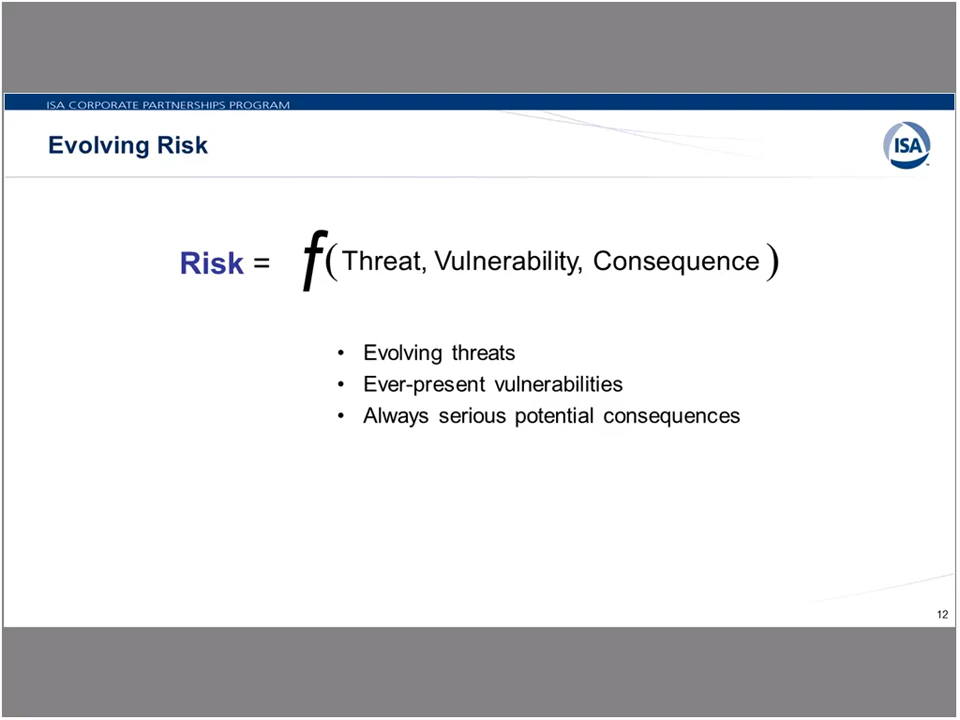 ISA CORPORATE PARTNERSHIPS PROGRAM
Evolving Risk
ISA
Risk = f( Threat, Vulnerability, Consequence )
• Evolving threats
• Ever-present vulnerabilities
• Always serious potential consequences
12